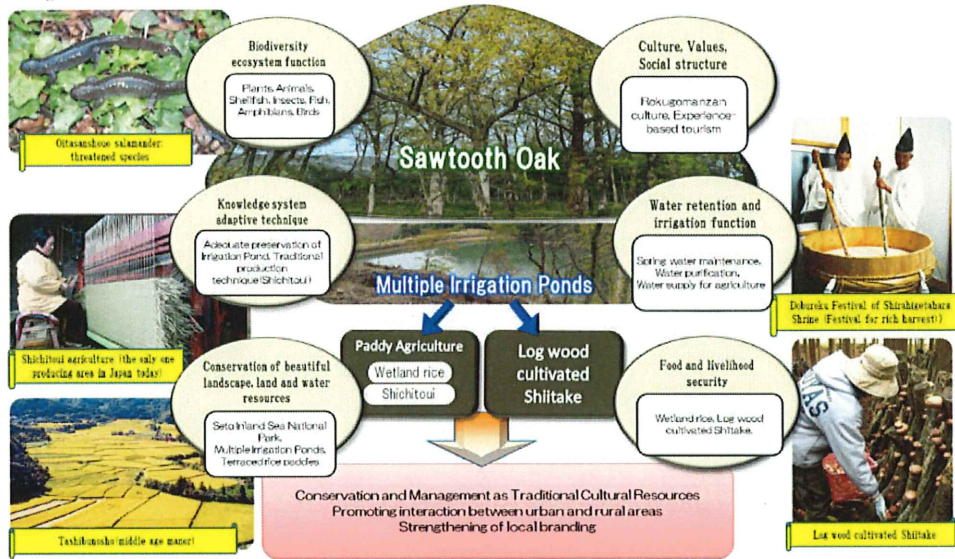 Biodiversity
ecosystem function
Plants, Animals,
Shellfish, Insects, Fish,
Amphibians, Birds
Culture, Values,
Social structure
Rokugomanzan
culture, Experience-
based tourism
Oitasanshoue salamander:
threatened species
Sawtooth Oak
Knowledge system
adaptive technique
Adequate preservation of
Irrigation Pond, Traditional
production
technique(Shichitoui)
Water retention and
irrigation function
Spring water maintenance,
Water purification,
Water supply for agriculture
Multiple Irrigation Ponds
Doburoku Festival of Shirahigetahara
Shrine (Festival for rich harvest))
Shichitoui agriculture (the only one
producing area in Japan today)
Paddy Agriculture
Wetland rice
Shichitoui
Log wood
cultivated
Shiitake
Conservation of beautiful
landscape, land and water
resources
Seto Inland Sea National
Park,
Multiple Irrigation Ponds,
Terraced rice paddies
Food and livelihood
security
Wetland rice, Log wood
cultivated Shiitake,
Conservation and Management as Traditional Cultural Resources
Promoting interaction between urban and rural areas
Strengthening of local branding
Tashibunosho(middle age manor)
Log wood cultivated Shiitake